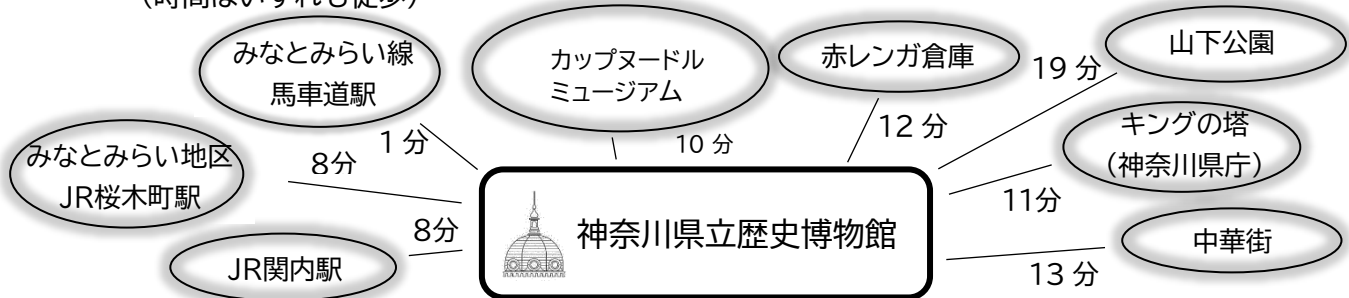 (時間はいずれも徒歩)
みなとみらい線
馬車道駅
1分
カップヌードル
ミュージアム
10 分
赤レンガ倉庫
12 分
山下公園
19 分
みなとみらい地区
JR桜木町駅
8分
キングの塔
(神奈川県庁)
11分
JR関内駅
8分
神奈川県立歴史博物館
中華街
13 分